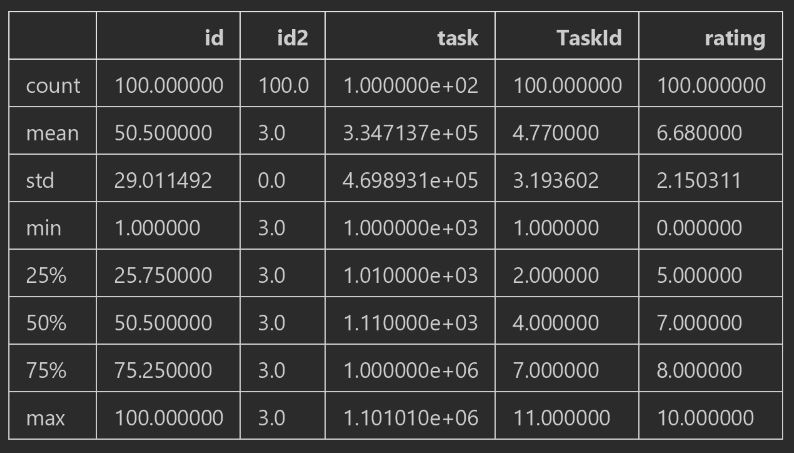 id id2 task TaskId rating
count 100.000000 100.0 1.000000e+02 100.000000 100.000000
mean 50.500000 3.0 3.347137e+05 4.770000 6.680000
std 29.011492 0.0 4.698931e+05 3.193602 2.150311
min 1.000000 3.0 1.000000e+03 1.000000 0.000000
25% 25.750000 3.0 1.010000e+03 2.000000 5.000000
50% 50.500000 3.0 1.110000e+03 4.000000 7.000000
75% 75.250000 3.0 1.000000e+06 7.000000 8.000000
max 100.000000 3.0 1.101010e+06 11.000000 10.000000